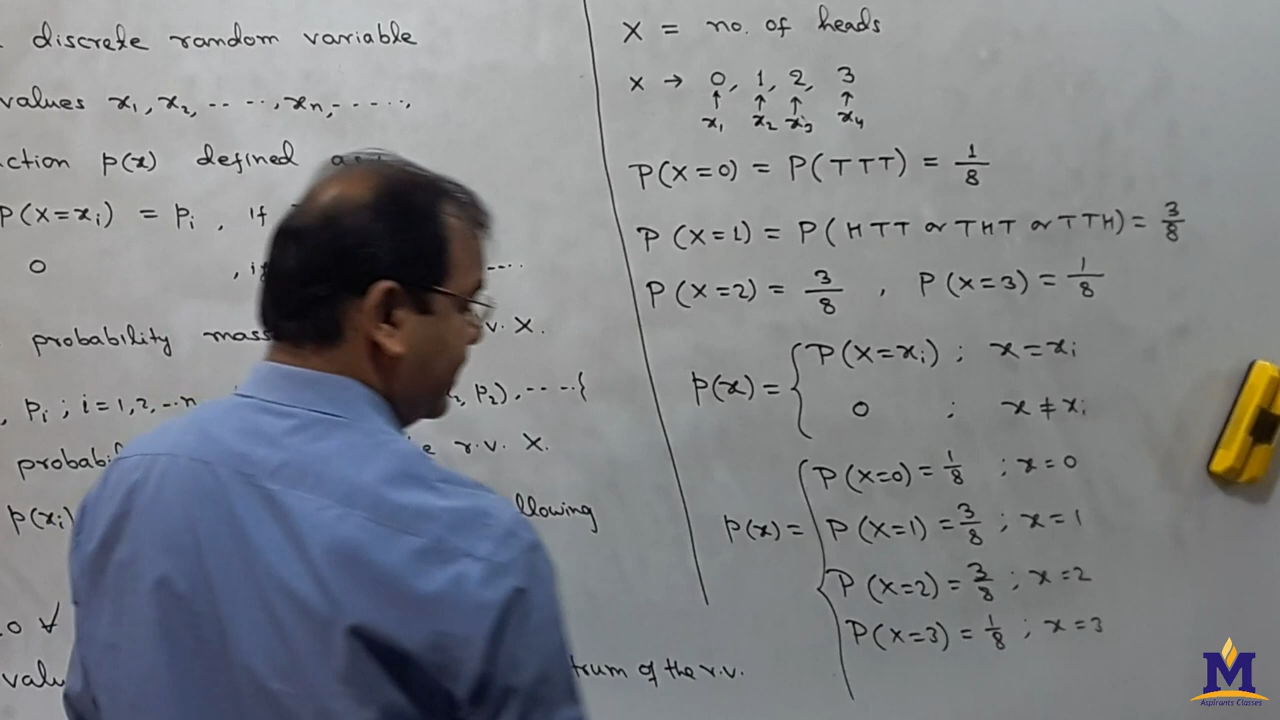 discrete random variable
values x₁, x₂, -----, xₙ, -----,
ction p(x) defined as
P(X=xᵢ) = pᵢ , if
0 , if ----
probability mass v. X.
, pᵢ ; i=1,2,..n p₂), ----{
r.v. X.
p(xᵢ) llowing
0 ∀
valu trum of the r.v.
X = no. of heads
X → 0, 1, 2, 3
↑ ↑ ↑ ↑
x₁ x₂ x₃ x₄
P(X=0) = P(TTT) = 1/8
P(X=1) = P(HTT or THT or TTH) = 3/8
P(X=2) = 3/8 , P(X=3) = 1/8
p(x) = { P(X=xᵢ) ; x=xᵢ
0 ; x≠xᵢ
p(x) = { P(X=0) = 1/8 ; x=0
P(X=1) = 3/8 ; x=1
P(X=2) = 3/8 ; x=2
P(X=3) = 1/8 ; x=3
M
Aspirants Classes